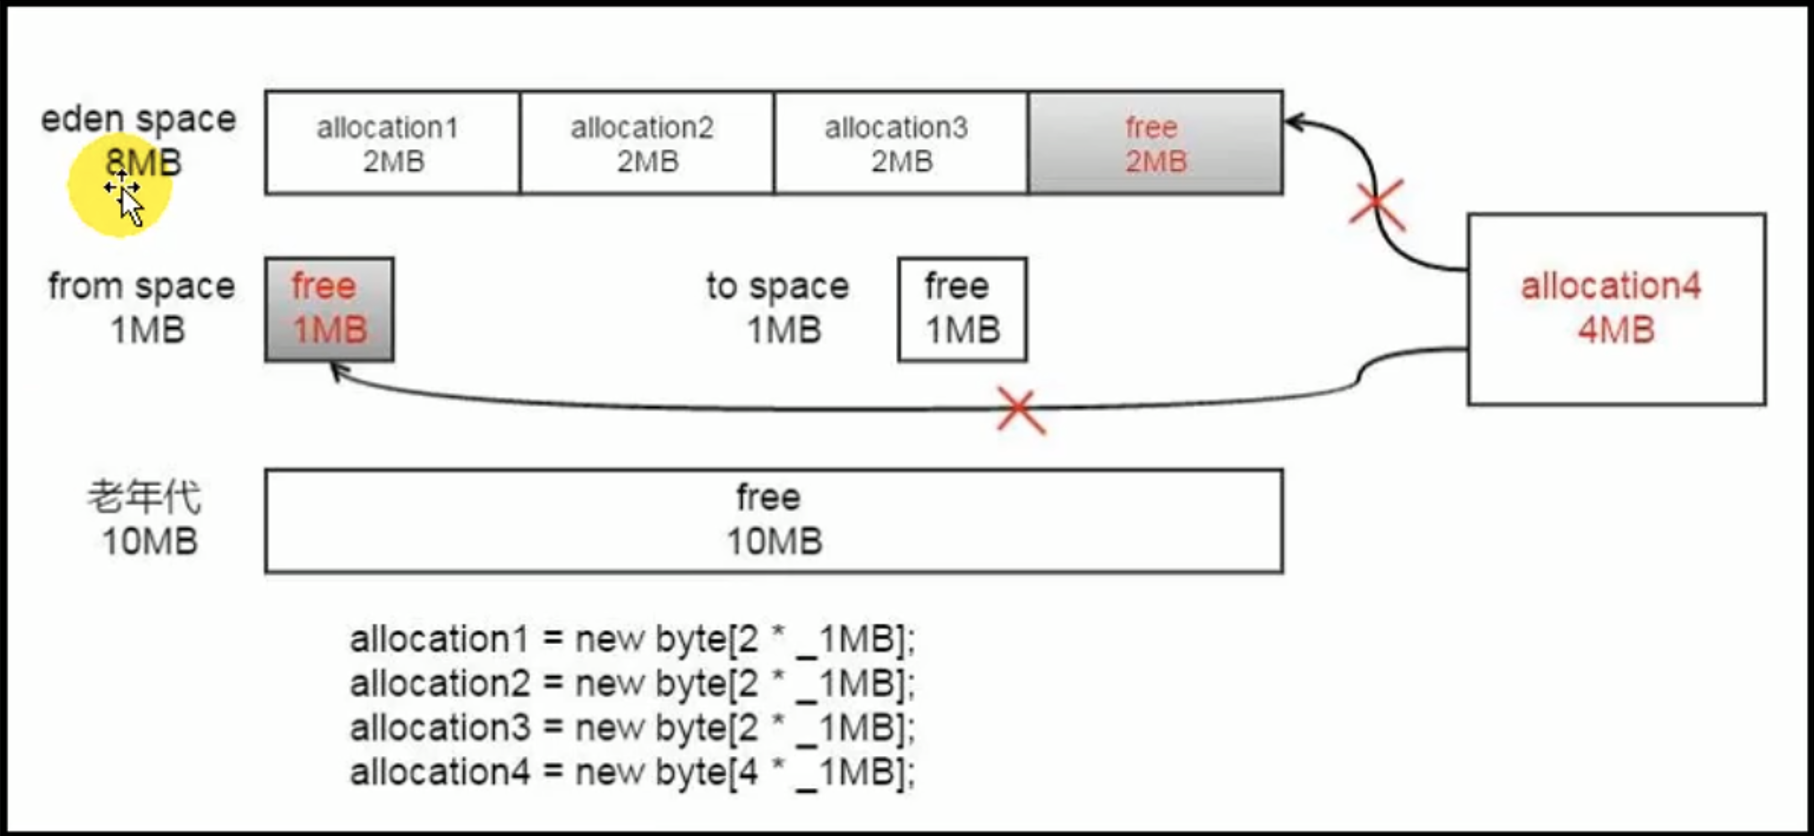 eden space
8MB
allocation1
2MB
allocation2
2MB
allocation3
2MB
free
2MB
from space
1MB
free
1MB
to space
1MB
free
1MB
allocation4
4MB
老年代
10MB
free
10MB
allocation1 = new byte[2 * _1MB];
allocation2 = new byte[2 * _1MB];
allocation3 = new byte[2 * _1MB];
allocation4 = new byte[4 * _1MB];